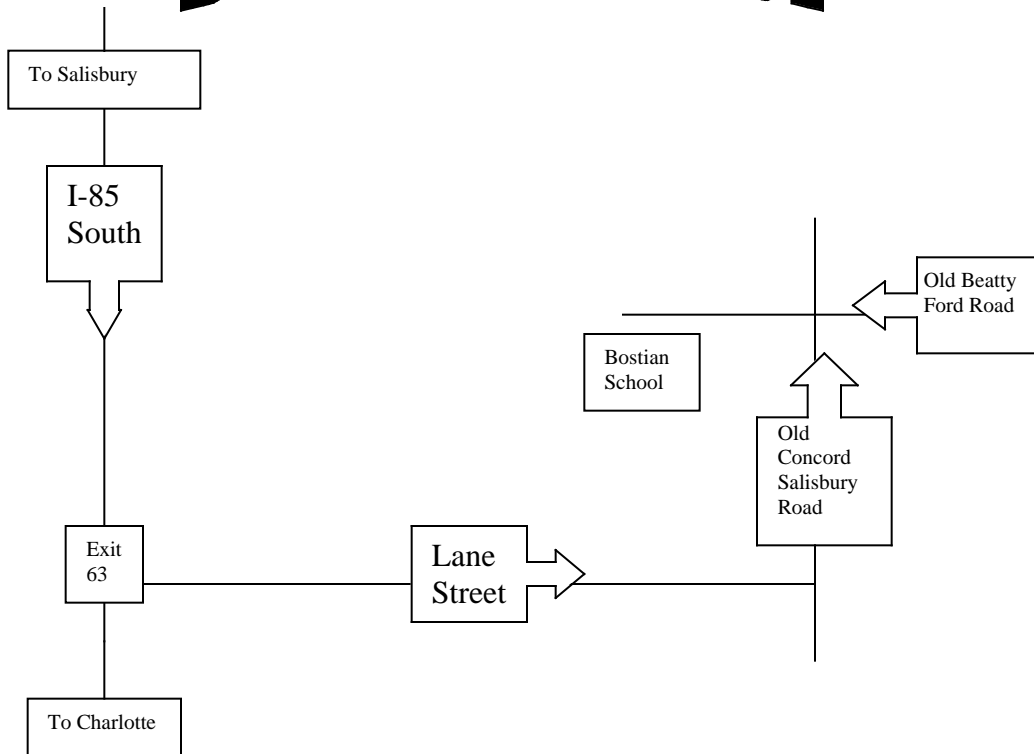 To Salisbury
I-85
South
Old Beatty
Ford Road
Bostian
School
Old
Concord
Salisbury
Road
Exit
63
Lane
Street
To Charlotte